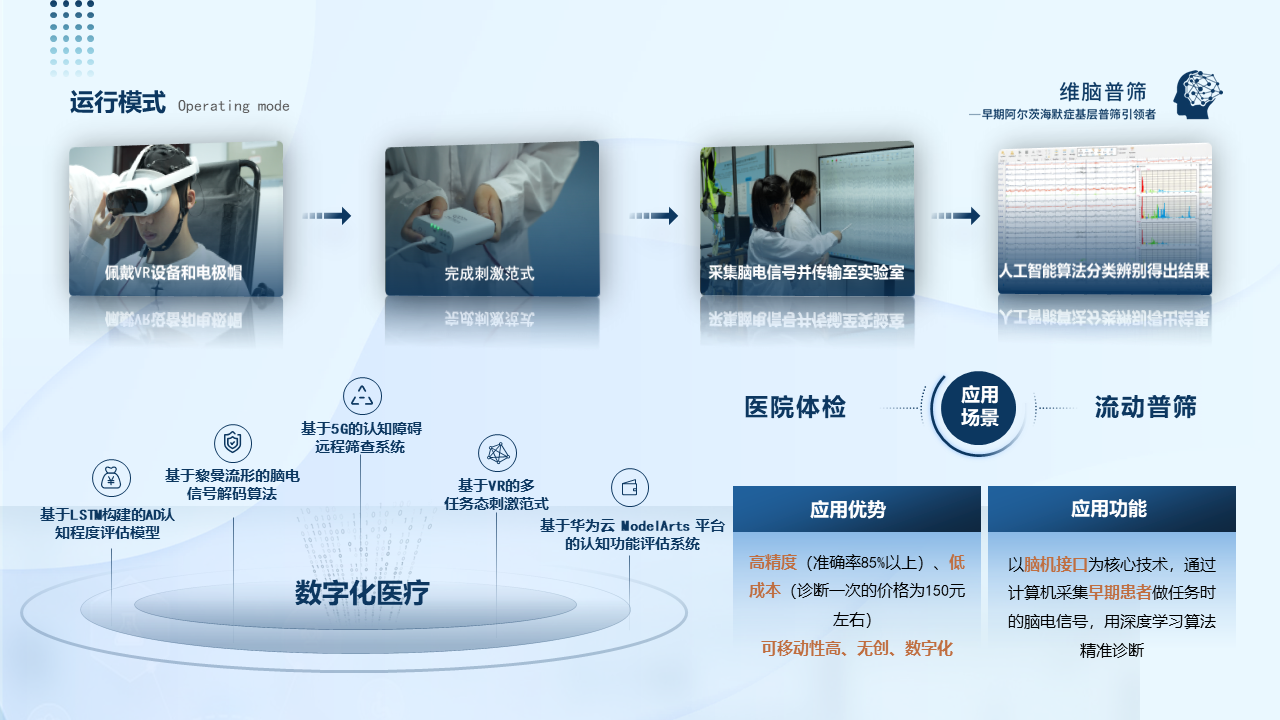 运行模式 Operating mode
维脑普筛
—早期阿尔茨海默症基层普筛引领者
佩戴VR设备和电极帽
完成刺激范式
采集脑电信号并传输至实验室
人工智能算法分类辨别得出结果
基于5G的认知障碍
远程筛查系统
基于黎曼流形的脑电
信号解码算法
基于VR的多
任务态刺激范式
基于LSTM构建的AD认
知程度评估模型
基于华为云 ModelArts 平台
的认知功能评估系统
数字化医疗
医院体检
应用
场景
流动普筛
应用优势
高精度（准确率85%以上）、低
成本（诊断一次的价格为150元
左右）
可移动性高、无创、数字化
应用功能
以脑机接口为核心技术，通过
计算机采集早期患者做任务时
的脑电信号，用深度学习算法
精准诊断